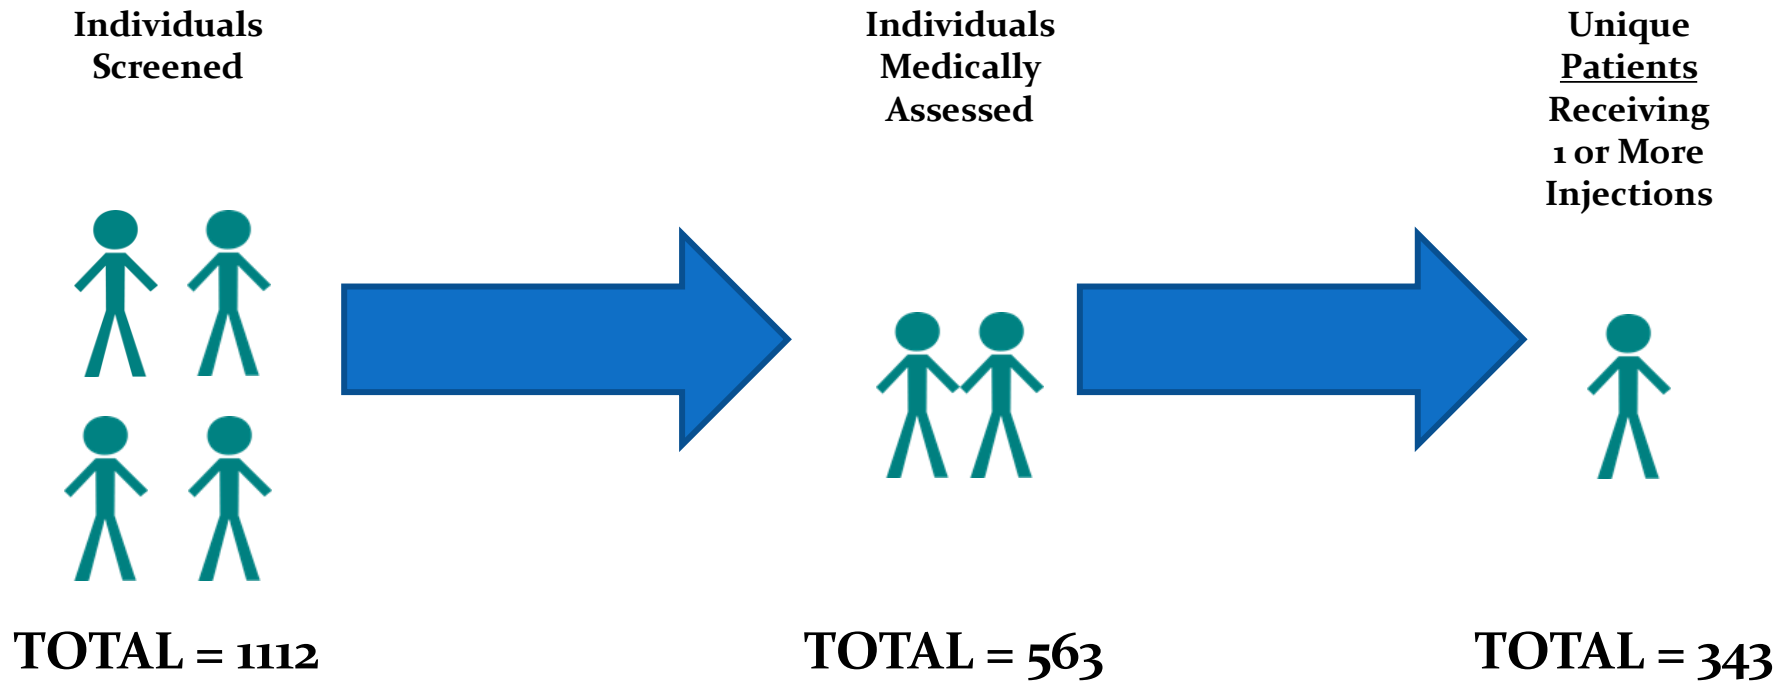 Individuals
Screened
Individuals
Medically
Assessed
Unique
Patients
Receiving
1 or More
Injections
TOTAL = 1112
TOTAL = 563
TOTAL = 343